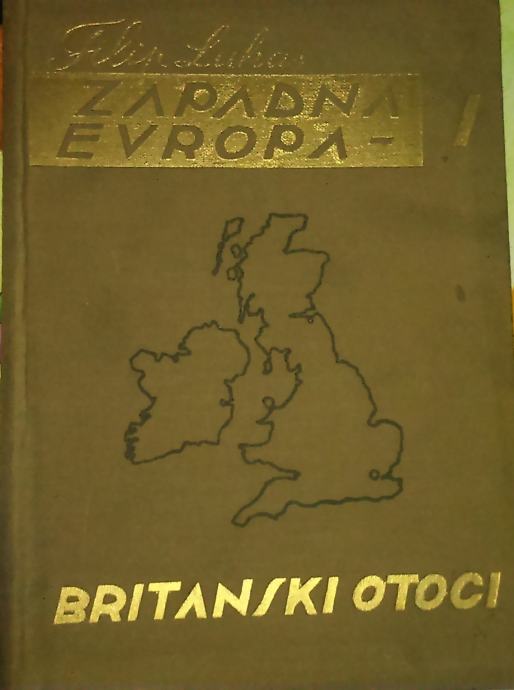 Filip Lukas
ZAPADNA I
EVROPA -
BRITANSKI OTOCI